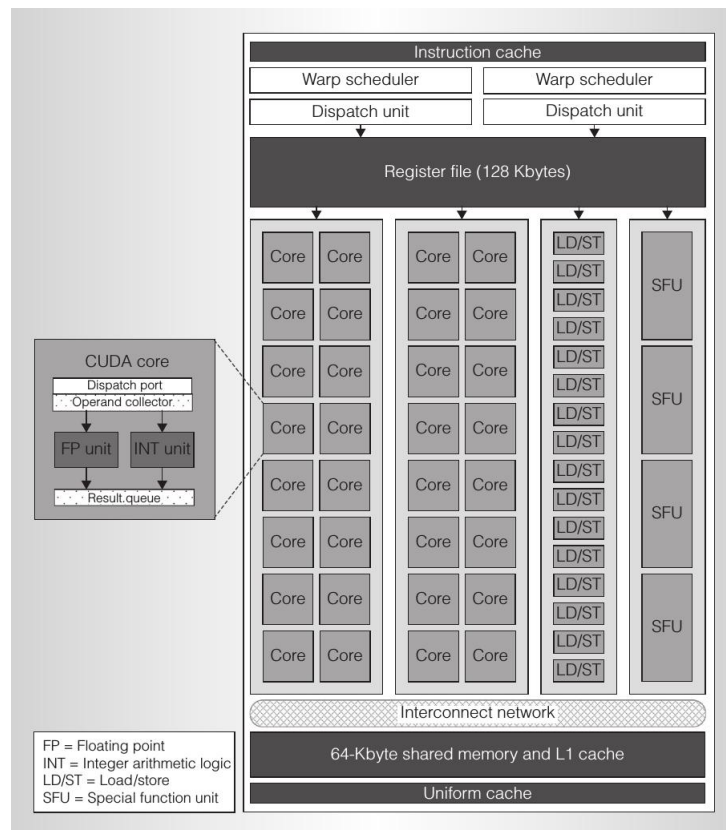 Instruction cache
Warp scheduler Warp scheduler
Dispatch unit Dispatch unit
Register file (128 Kbytes)
Core Core Core Core LD/ST SFU
LD/ST
Core Core Core Core LD/ST
LD/ST
Core Core Core Core LD/ST SFU
LD/ST
Core Core Core Core LD/ST
LD/ST
Core Core Core Core LD/ST SFU
LD/ST
Core Core Core Core LD/ST
LD/ST
Core Core Core Core LD/ST SFU
LD/ST
Core Core Core Core LD/ST
LD/ST
CUDA core
Dispatch port
Operand collector
FP unit INT unit
Result queue
Interconnect network
64-Kbyte shared memory and L1 cache
Uniform cache
FP = Floating point
INT = Integer arithmetic logic
LD/ST = Load/store
SFU = Special function unit